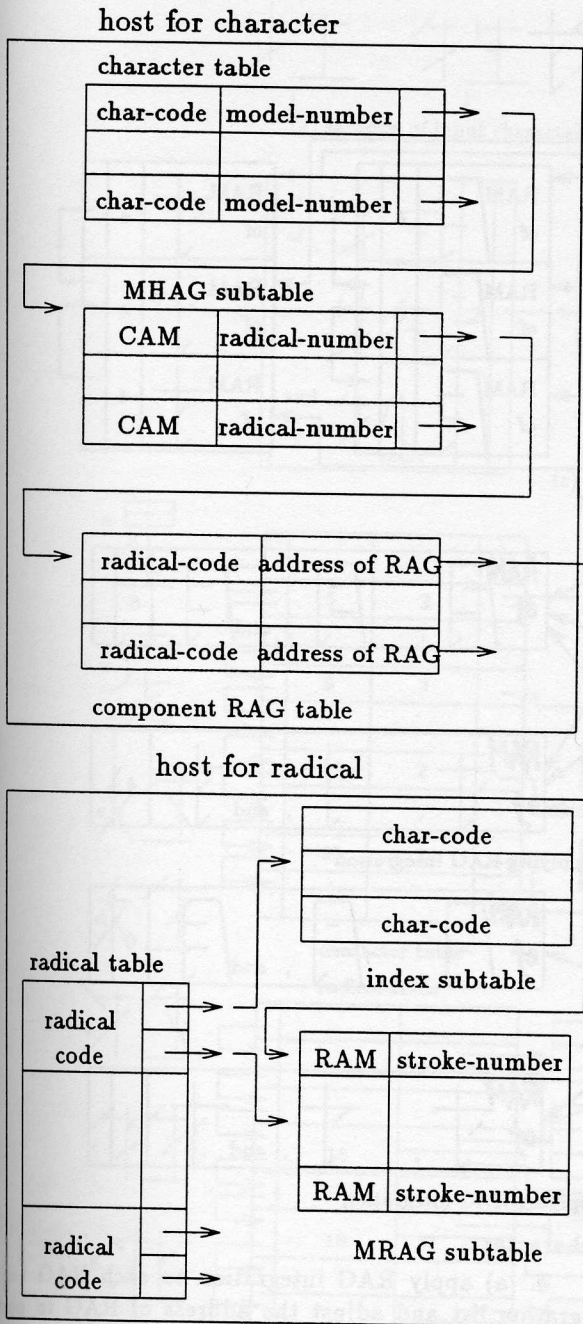 host for character
character table
char-code model-number
char-code model-number
MHAG subtable
CAM radical-number
CAM radical-number
radical-code address of RAG
radical-code address of RAG
component RAG table
host for radical
char-code
char-code
index subtable
radical table
radical
code
RAM stroke-number
RAM stroke-number
MRAG subtable
radical
code